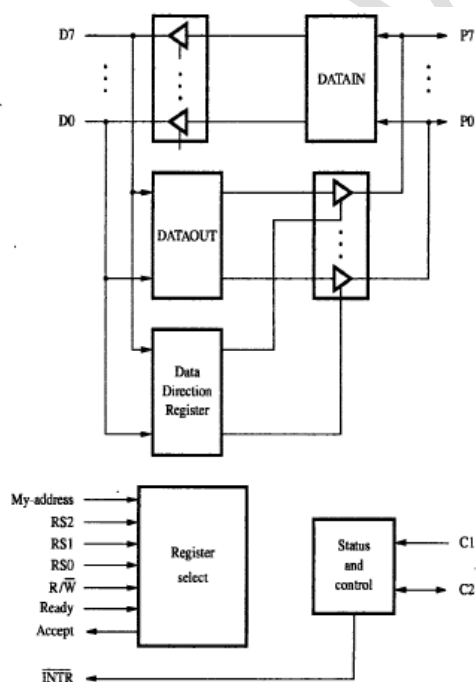 D7
P7
DATAIN
D0
P0
DATAOUT
Data
Direction
Register
My-address
RS2
RS1
RS0
R/W̅
Ready
Accept
Register
select
Status
and
control
C1
C2
I̅N̅T̅R̅